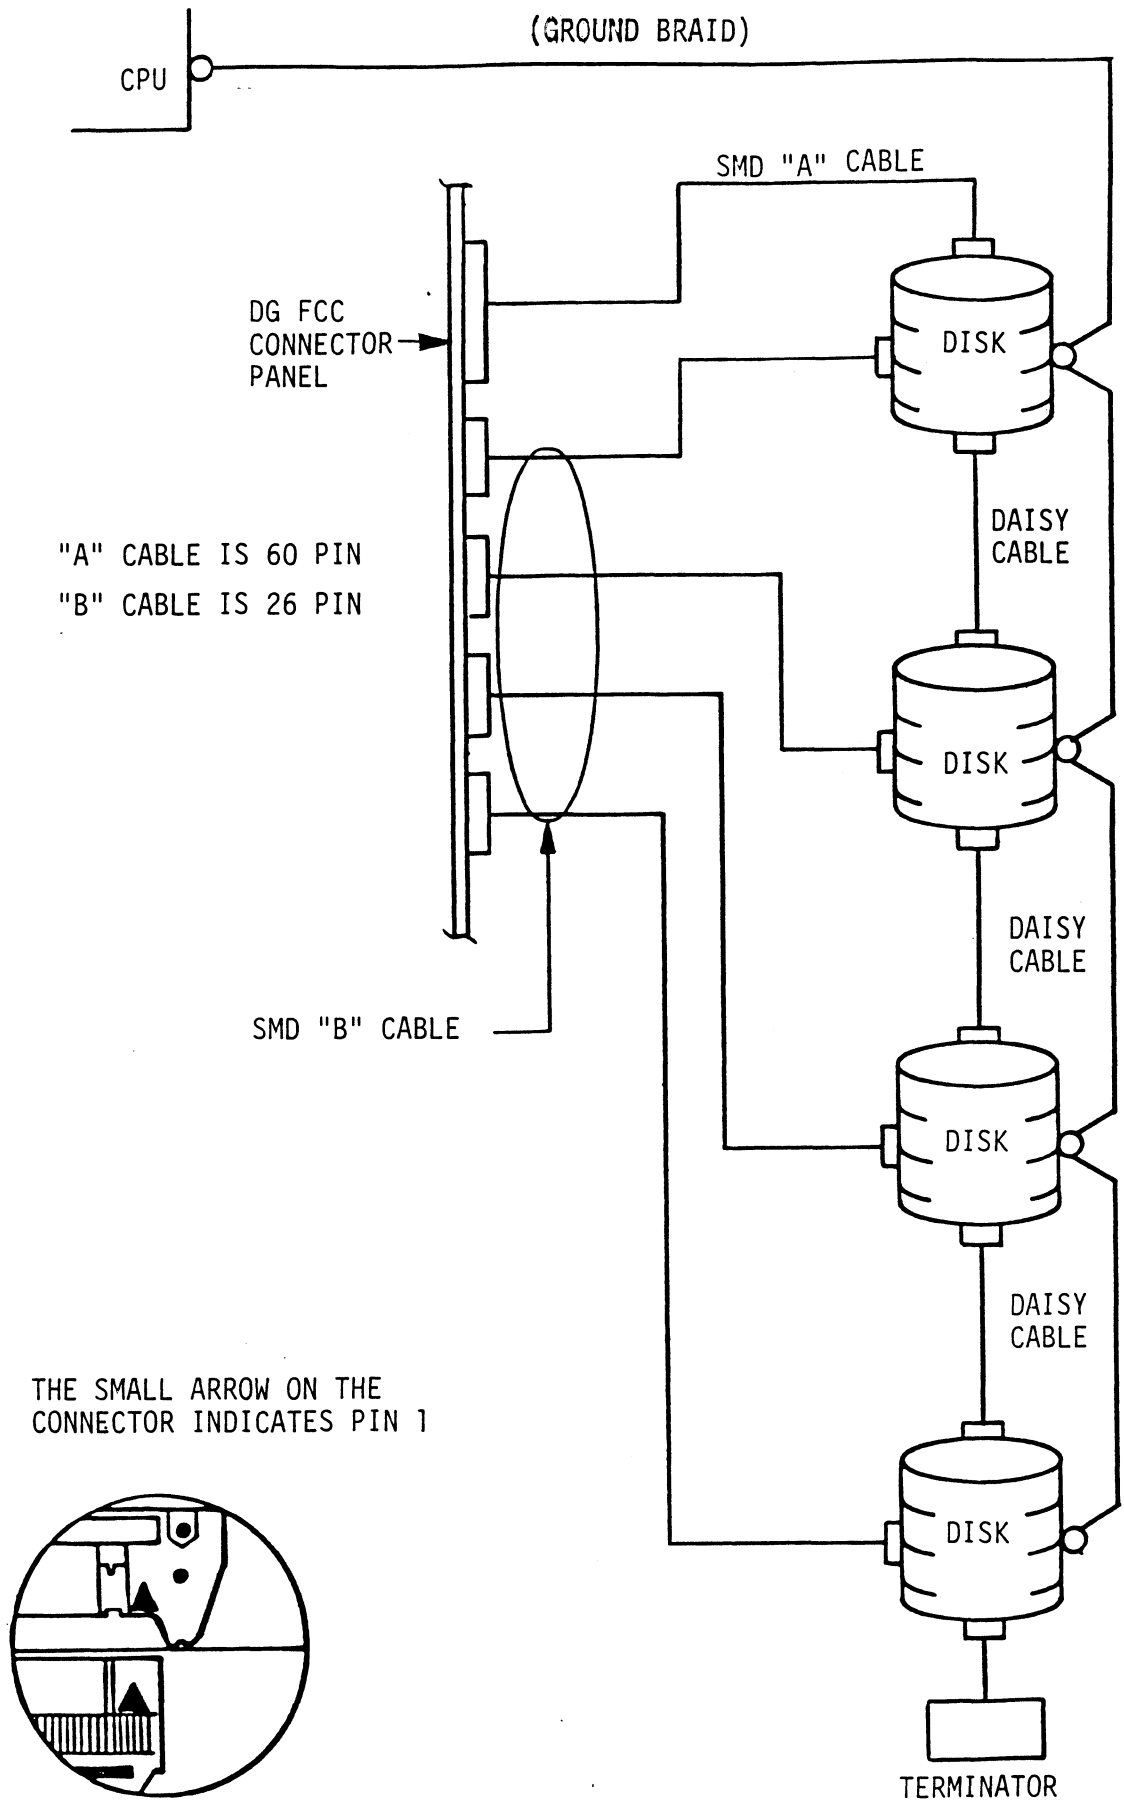 (GROUND BRAID)
CPU
SMD "A" CABLE
DG FCC
CONNECTOR
PANEL
DISK
"A" CABLE IS 60 PIN
"B" CABLE IS 26 PIN
DAISY
CABLE
DISK
DAISY
CABLE
SMD "B" CABLE
DISK
DAISY
CABLE
THE SMALL ARROW ON THE
CONNECTOR INDICATES PIN 1
DISK
TERMINATOR